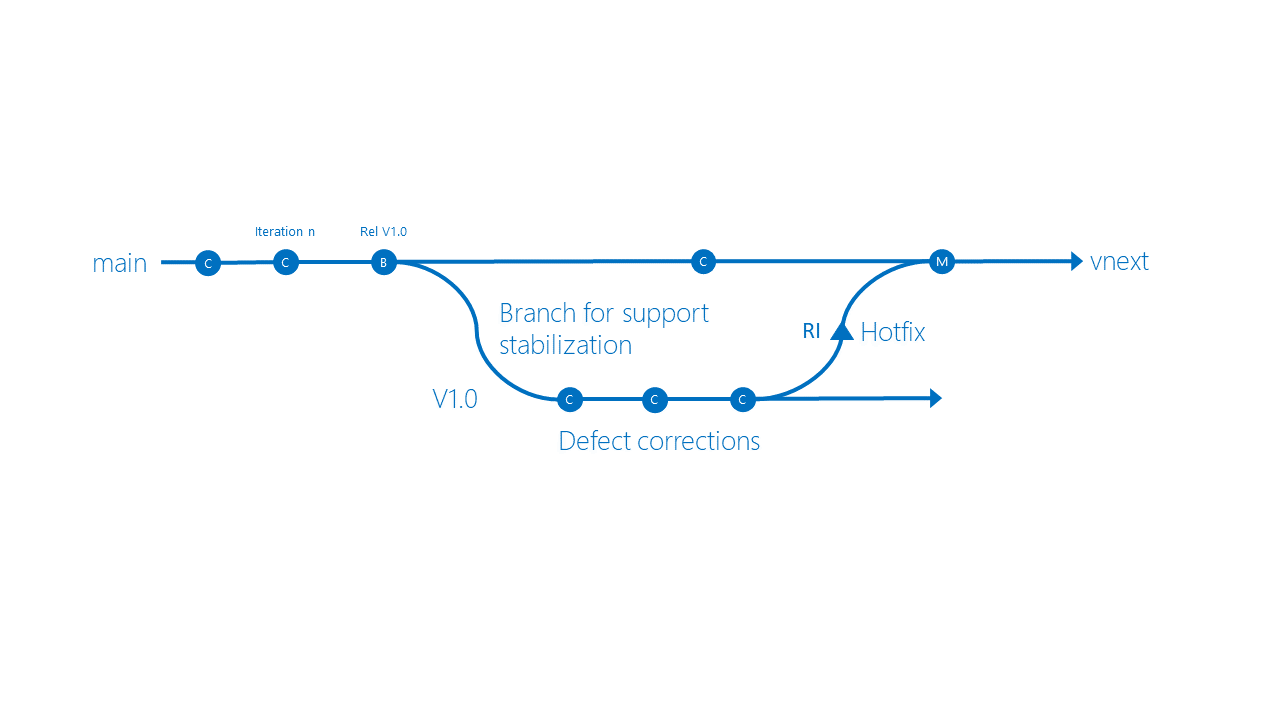 Iteration n
Rel V1.0
main
C
C
B
C
M
vnext
Branch for support
stabilization
RI
Hotfix
V1.0
C
C
C
Defect corrections